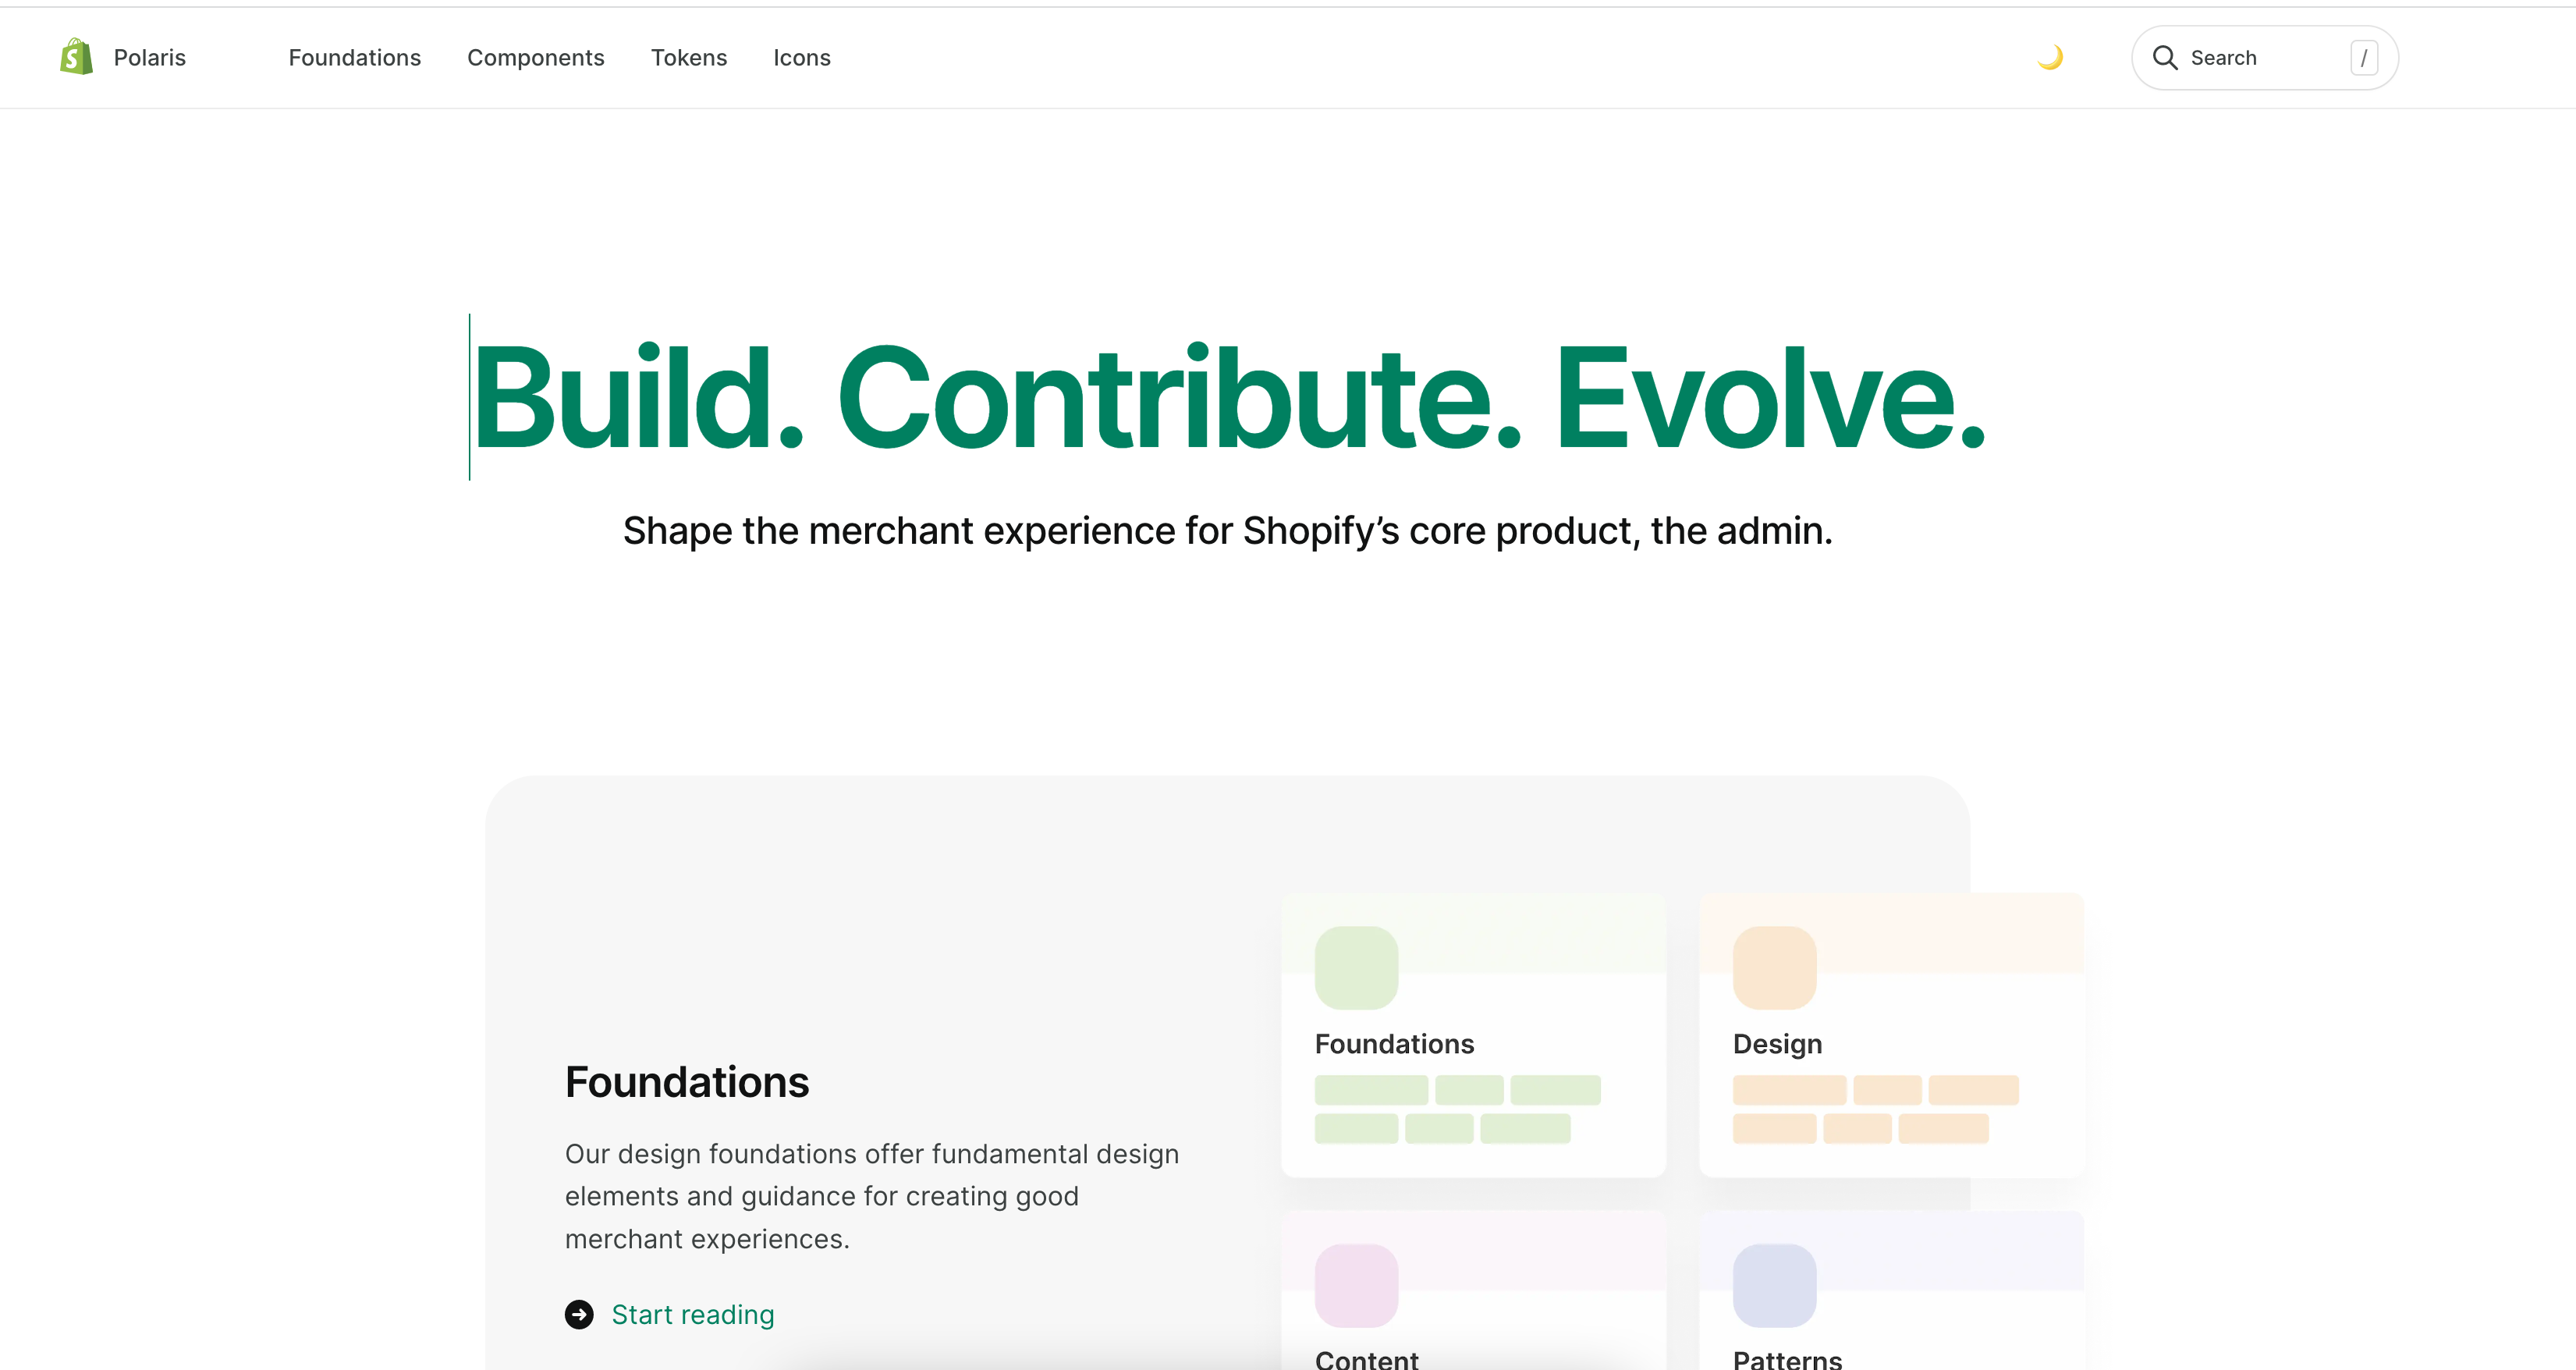 Polaris
Foundations
Components
Tokens
Icons
Search
/
Build. Contribute. Evolve.
Shape the merchant experience for Shopify’s core product, the admin.
Foundations
Our design foundations offer fundamental design
elements and guidance for creating good
merchant experiences.
Start reading
Foundations
Design
Content
Patterns